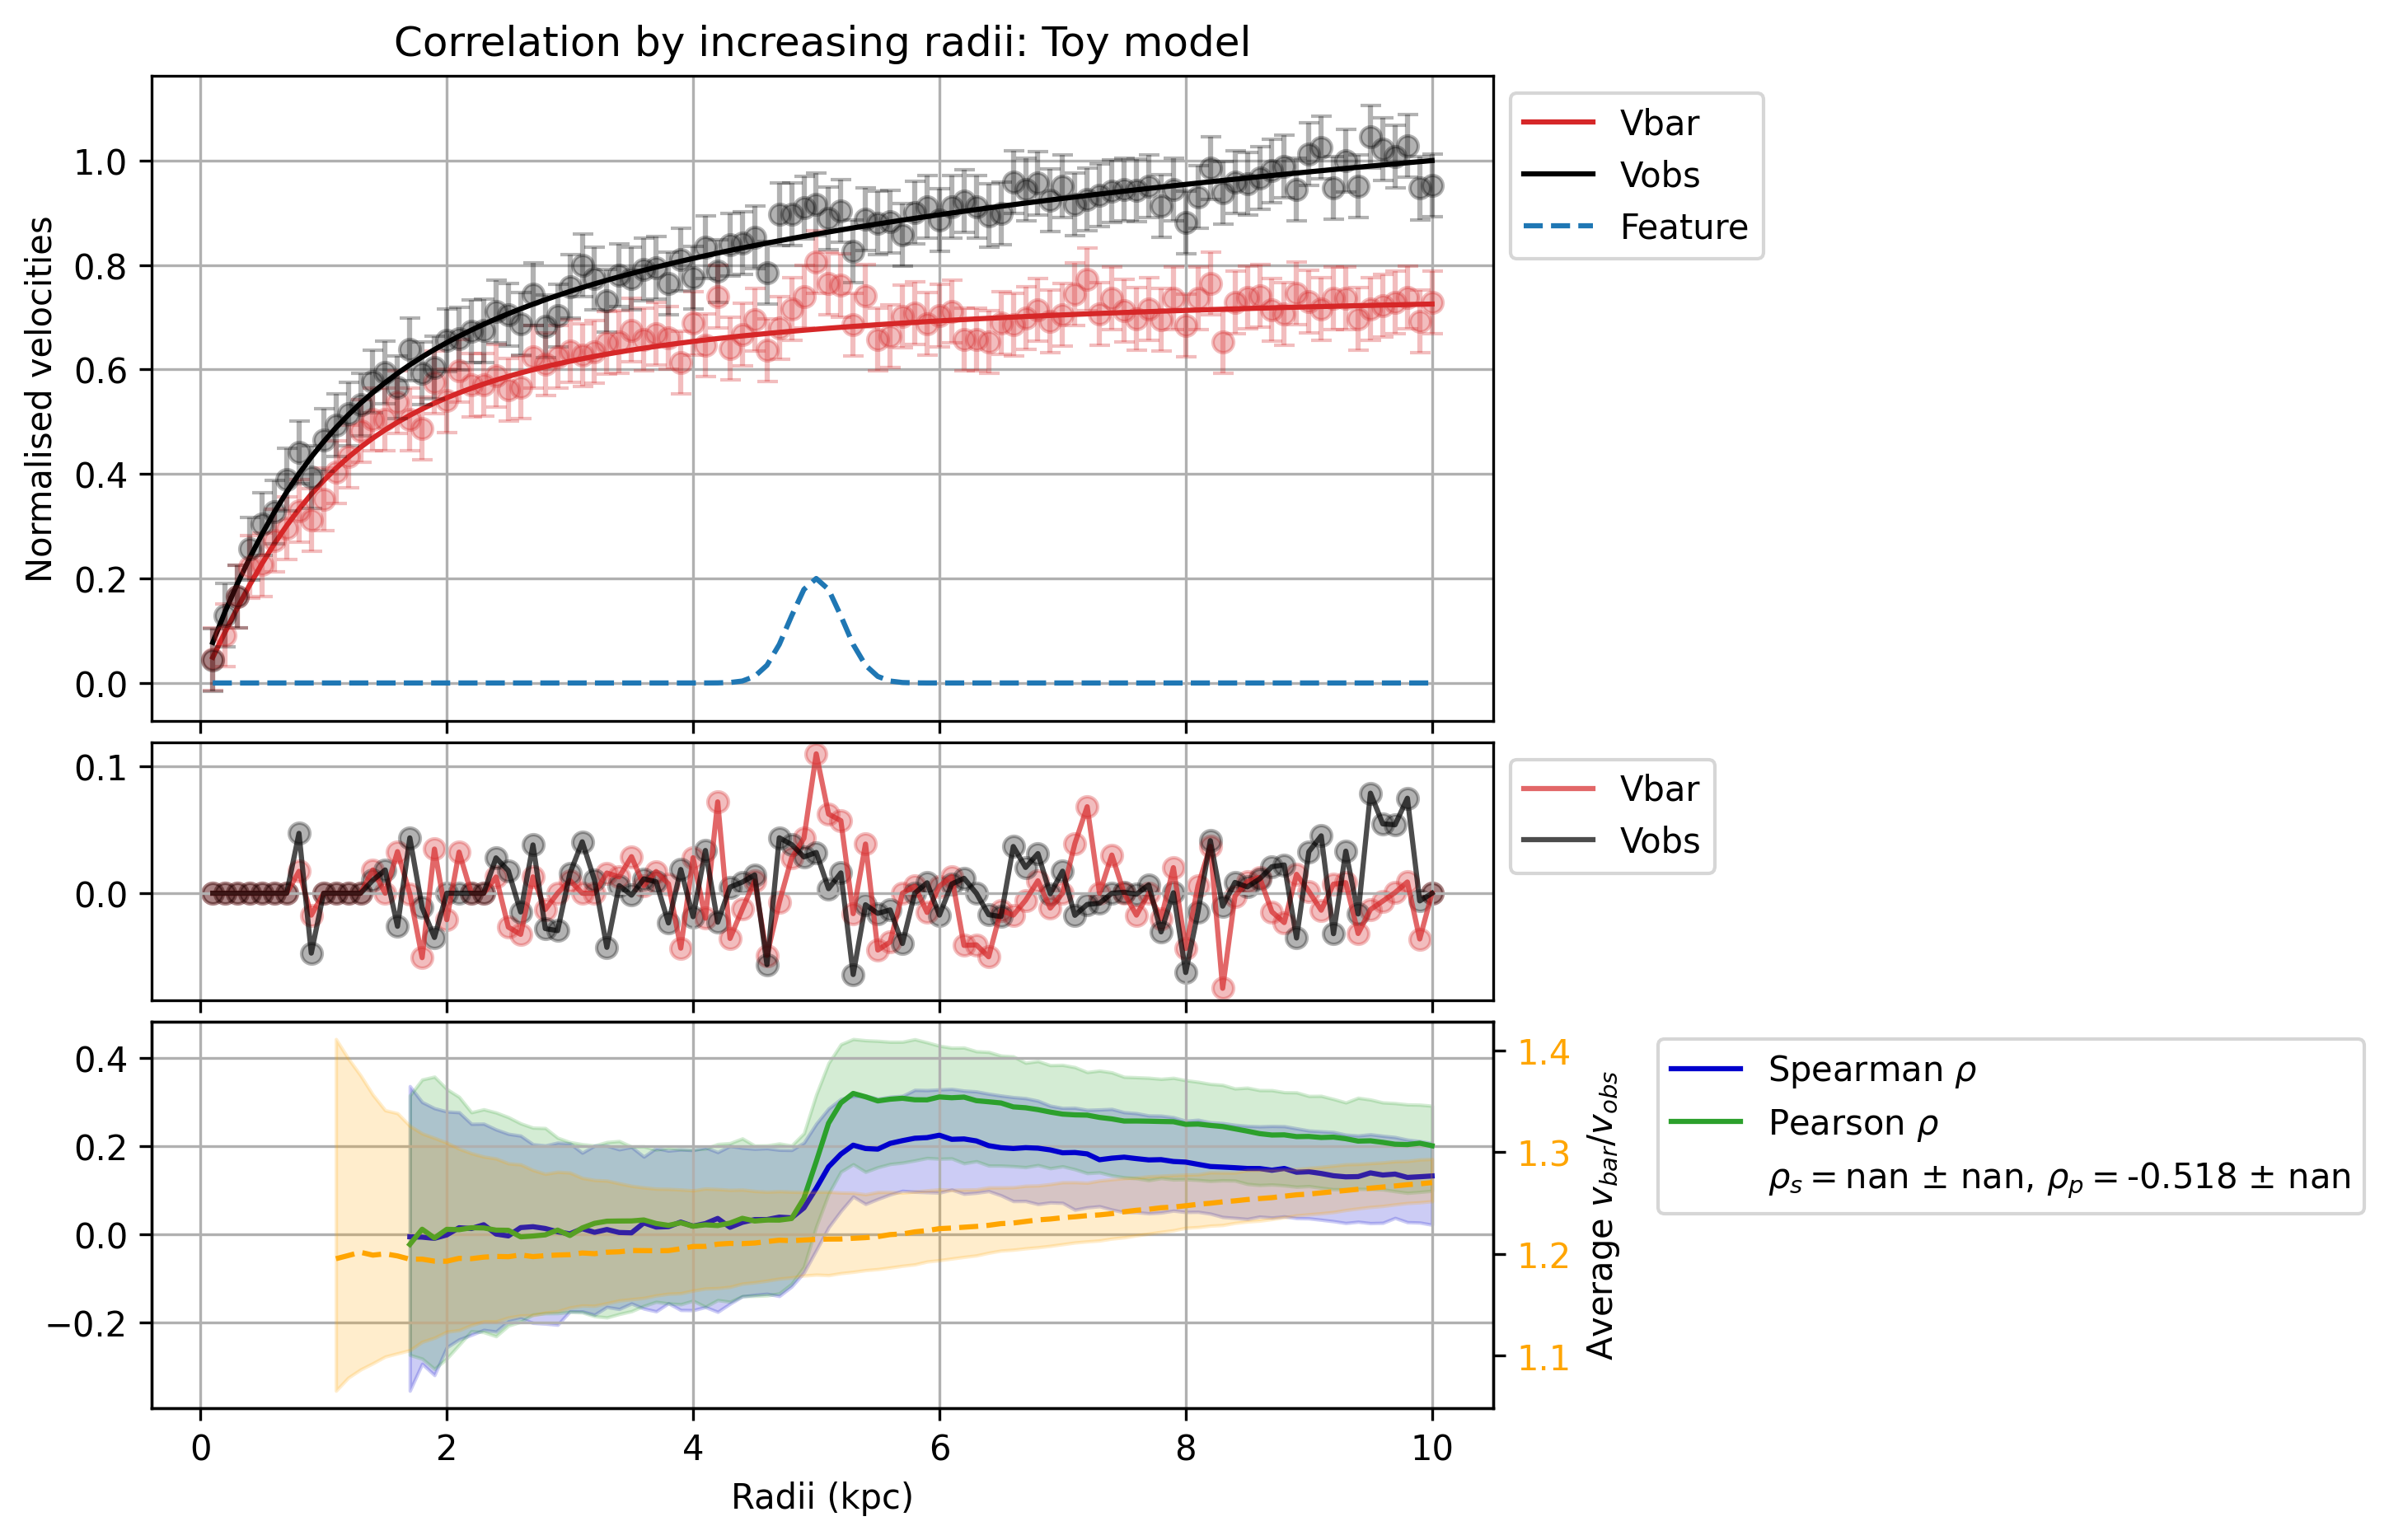 Correlation by increasing radii: Toy model
Normalised velocities
1.0
0.8
0.6
0.4
0.2
0.0
Vbar
Vobs
Feature
0.1
0.0
Vbar
Vobs
0.4
0.2
0.0
−0.2
1.4
1.3
1.2
1.1
Average v_bar/v_obs
Spearman ρ
Pearson ρ
ρ_s = nan ± nan, ρ_p = -0.518 ± nan
0 2 4 6 8 10
Radii (kpc)